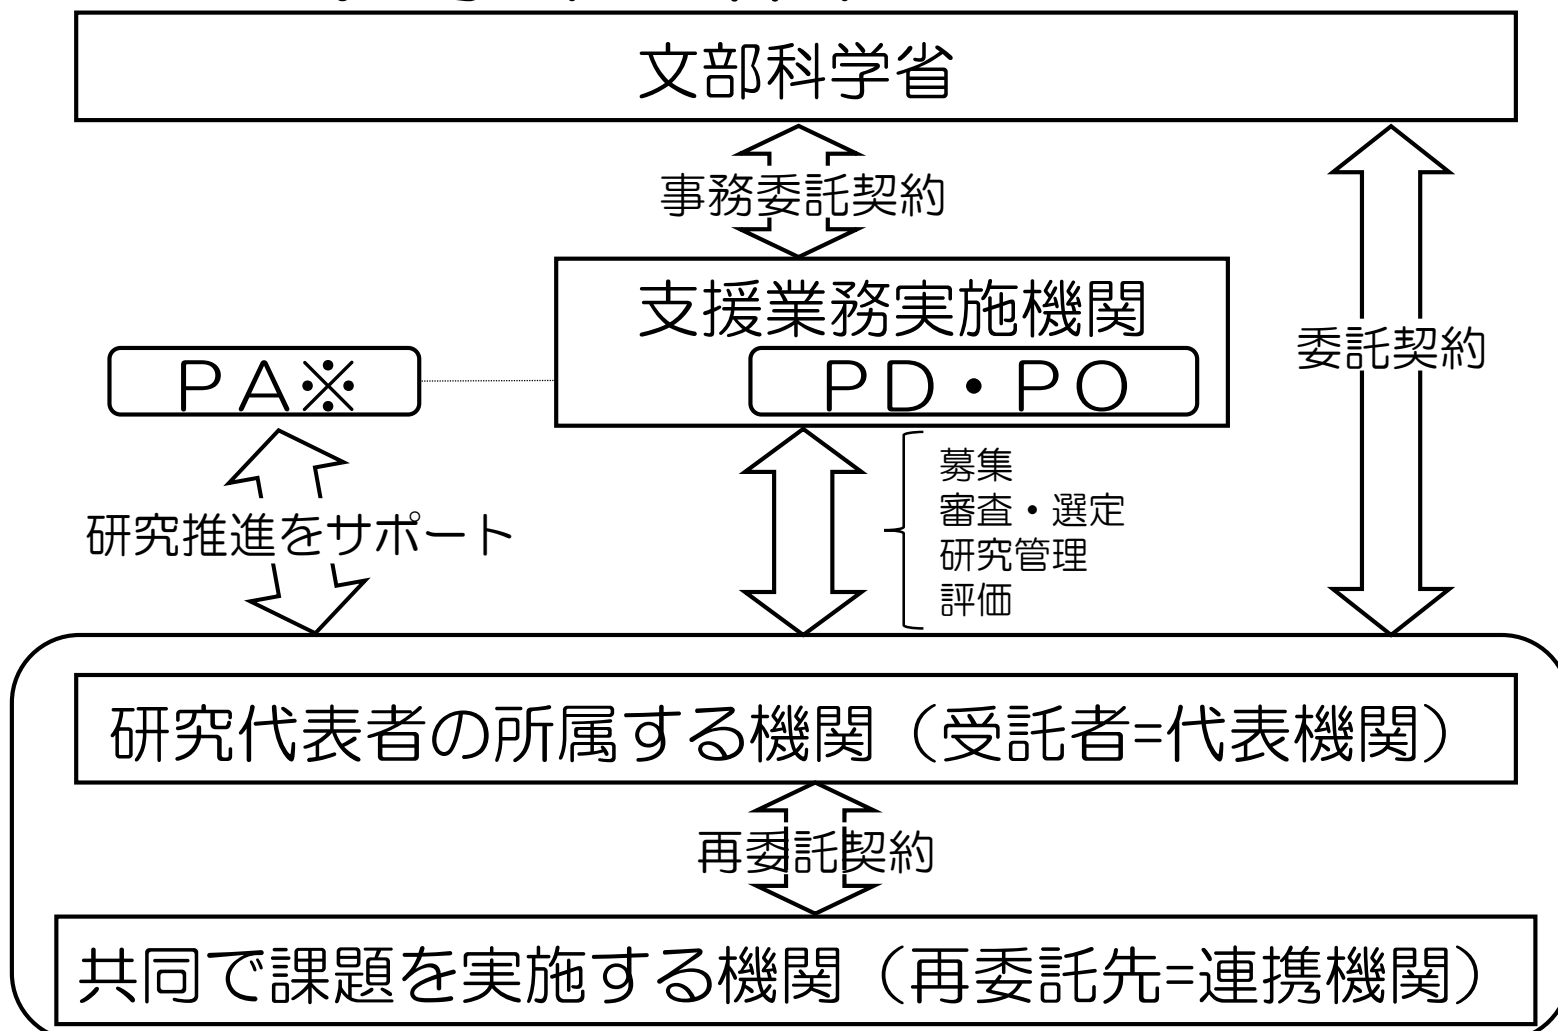 文部科学省
事務委託契約
支援業務実施機関
委託契約
PA※
PD・PO
募集
審査・選定
研究管理
評価
研究推進をサポート
研究代表者の所属する機関（受託者=代表機関）
再委託契約
共同で課題を実施する機関（再委託先=連携機関）